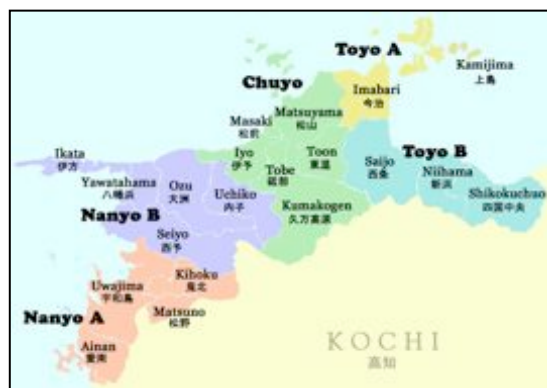 Toyo A
Kamijima
上島
Imabari
今治
Chuyo
Matsuyama
松山
Masaki
松前
Toyo B
Iyo
伊予
Toon
東温
Saijo
西条
Niihama
新浜
Tobe
砥部
Shikokuchuo
四国中央
Ikata
伊方
Yawatahama
八幡浜
Ozu
大洲
Uchiko
内子
Kumakogen
久万高原
Nanyo B
Seiyo
西予
Kihoku
鬼北
Uwajima
宇和島
Matsuno
松野
Nanyo A
Ainan
愛南
KOCHI
高知